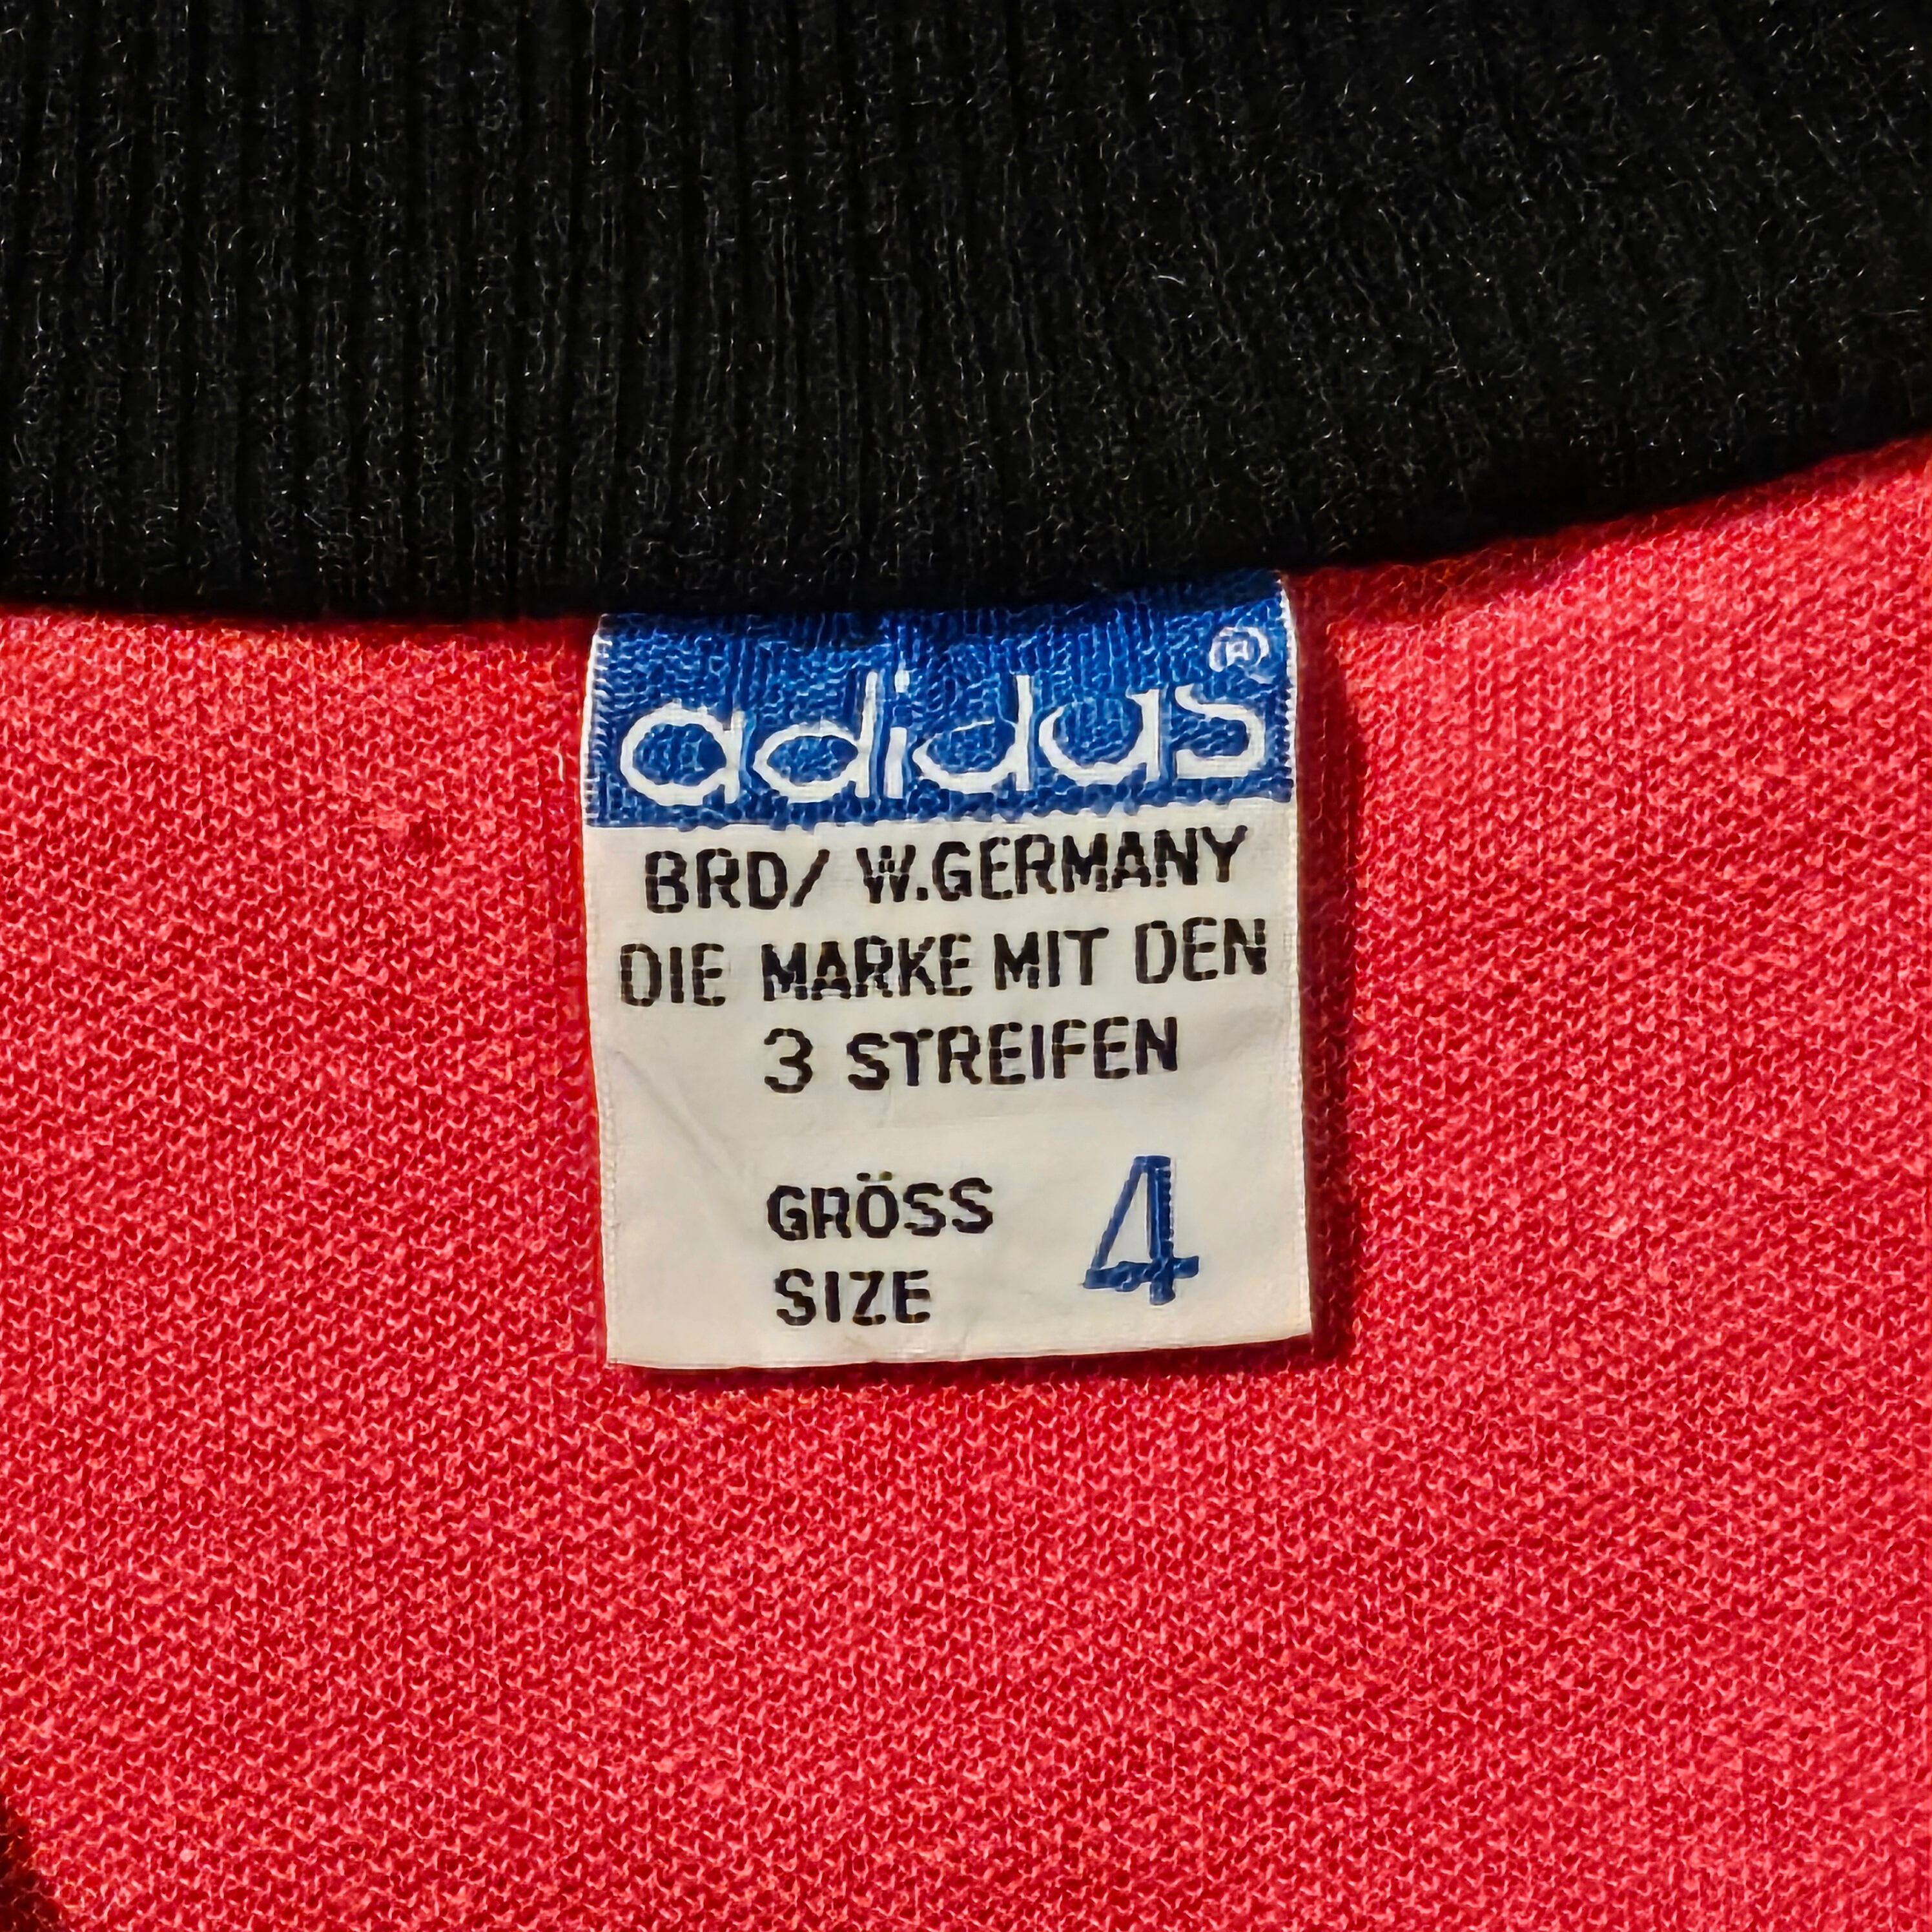 adidas®
BRD/ W.GERMANY
DIE MARKE MIT DEN
3 STREIFEN
GRÖSS 4
SIZE